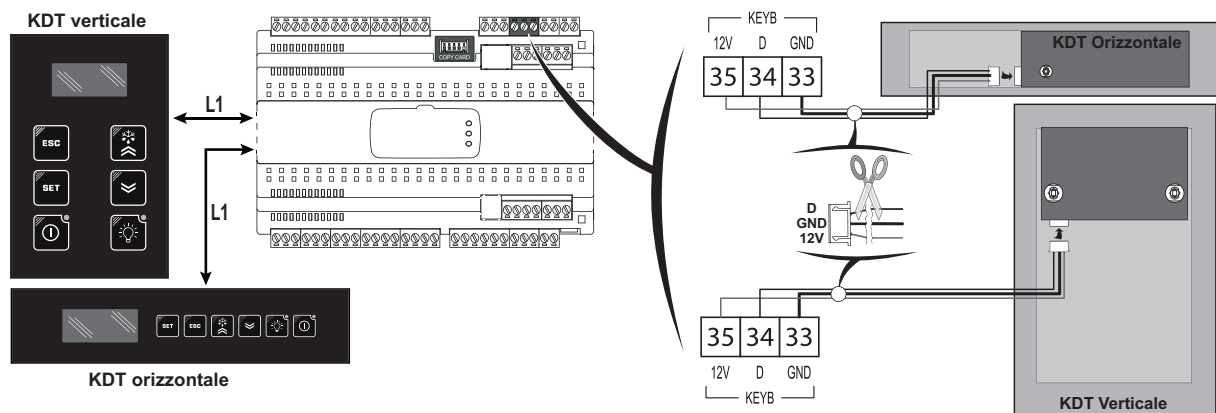 KDT verticale
ESC
SET
L1
L1
COPY CARD
SET ESC
KDT orizzontale
KEYB
12V D GND
35 34 33
KDT Orizzontale
D
GND
12V
35 34 33
12V D GND
KEYB
KDT Verticale